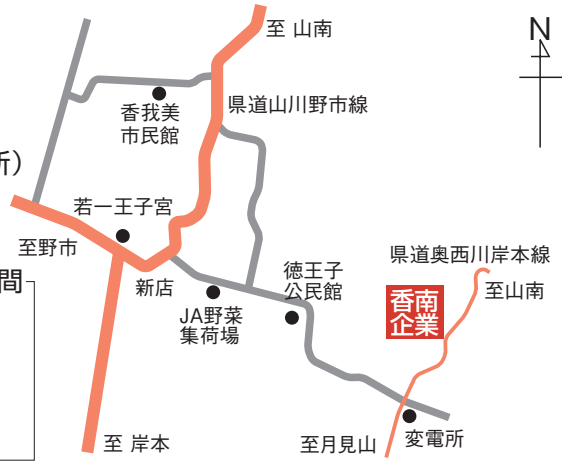 至 山南
N
香我美
市民館
県道山川野市線
所）
若一王子宮
至野市
県道奥西川岸本線
間
新店
徳王子
公民館
至山南
香南
企業
JA野菜
集荷場
至 岸本
至月見山
変電所